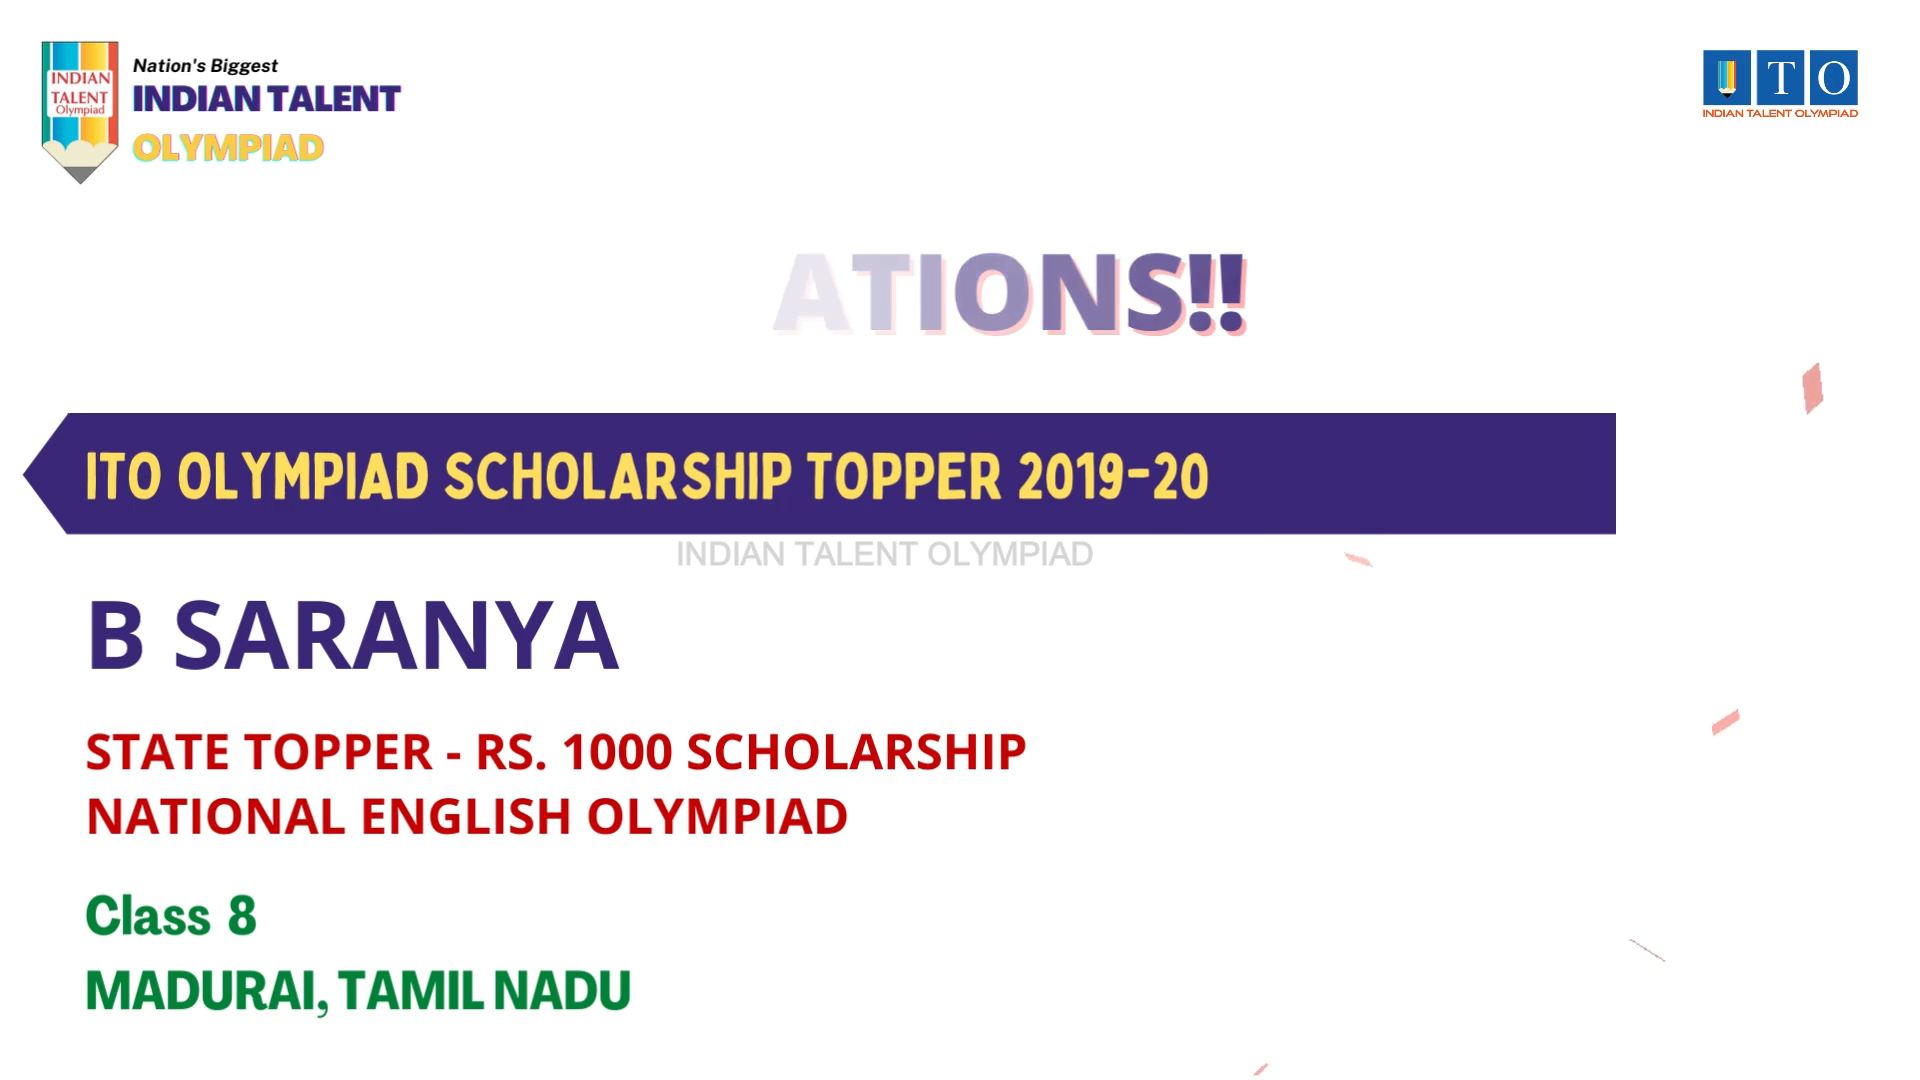 INDIAN
TALENT
Olympiad
Nation's Biggest
INDIAN TALENT
OLYMPIAD
T O
INDIAN TALENT OLYMPIAD
ATIONS!!
ITO OLYMPIAD SCHOLARSHIP TOPPER 2019-20
INDIAN TALENT OLYMPIAD
B SARANYA
STATE TOPPER - RS. 1000 SCHOLARSHIP
NATIONAL ENGLISH OLYMPIAD
Class 8
MADURAI, TAMIL NADU